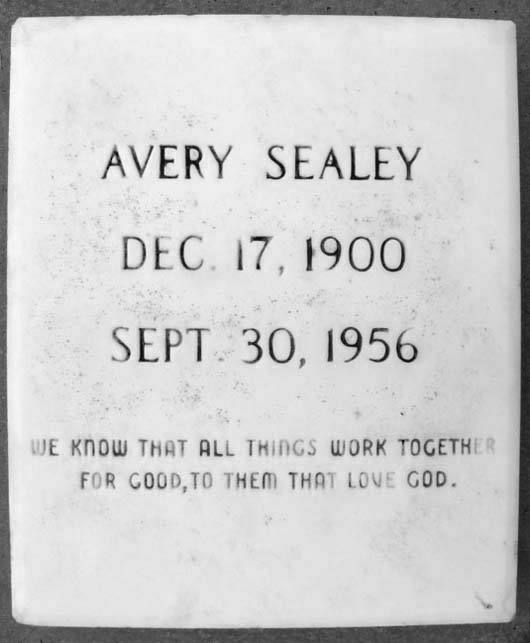 AVERY SEALEY
DEC. 17, 1900
SEPT. 30, 1956
WE KNOW THAT ALL THINGS WORK TOGETHER
FOR GOOD,TO THEM THAT LOVE GOD.